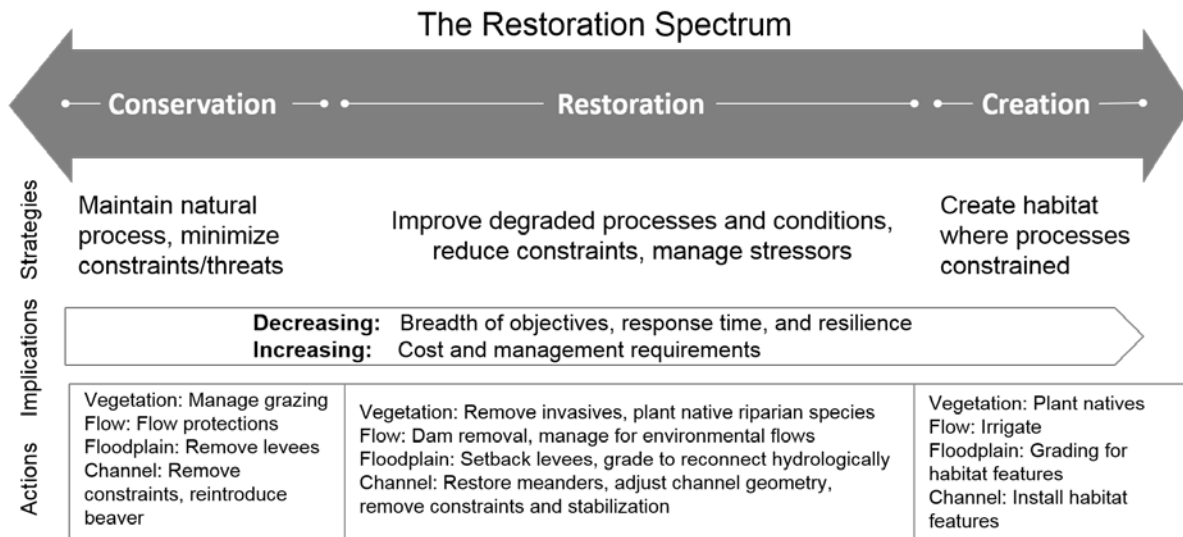 The Restoration Spectrum
Conservation
Restoration
Creation
Strategies
Maintain natural
process, minimize
constraints/threats
Improve degraded processes and conditions,
reduce constraints, manage stressors
Create habitat
where processes
constrained
Implications
Decreasing: Breadth of objectives, response time, and resilience
Increasing: Cost and management requirements
Actions
Vegetation: Manage grazing
Flow: Flow protections
Floodplain: Remove levees
Channel: Remove
constraints, reintroduce
beaver
Vegetation: Remove invasives, plant native riparian species
Flow: Dam removal, manage for environmental flows
Floodplain: Setback levees, grade to reconnect hydrologically
Channel: Restore meanders, adjust channel geometry,
remove constraints and stabilization
Vegetation: Plant natives
Flow: Irrigate
Floodplain: Grading for
habitat features
Channel: Install habitat
features